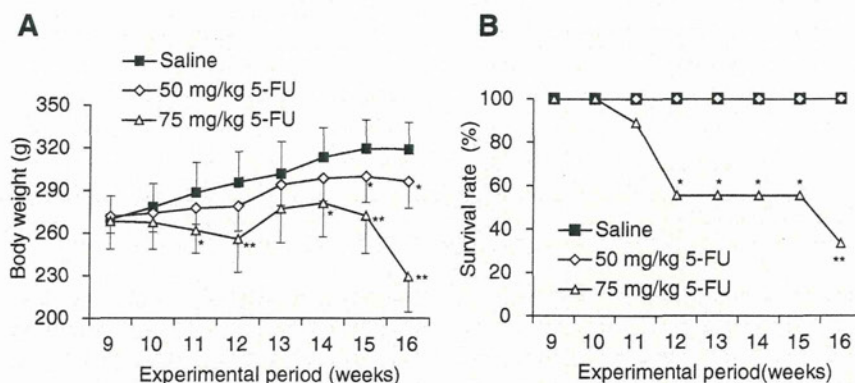 A
Saline
50 mg/kg 5-FU
75 mg/kg 5-FU
Body weight (g)
350
320
290
260
230
200
* ** * * ** * **
9 10 11 12 13 14 15 16
Experimental period (weeks)
B
Survival rate (%)
100
80
60
40
20
0
* * * * **
Saline
50 mg/kg 5-FU
75 mg/kg 5-FU
9 10 11 12 13 14 15 16
Experimental period(weeks)